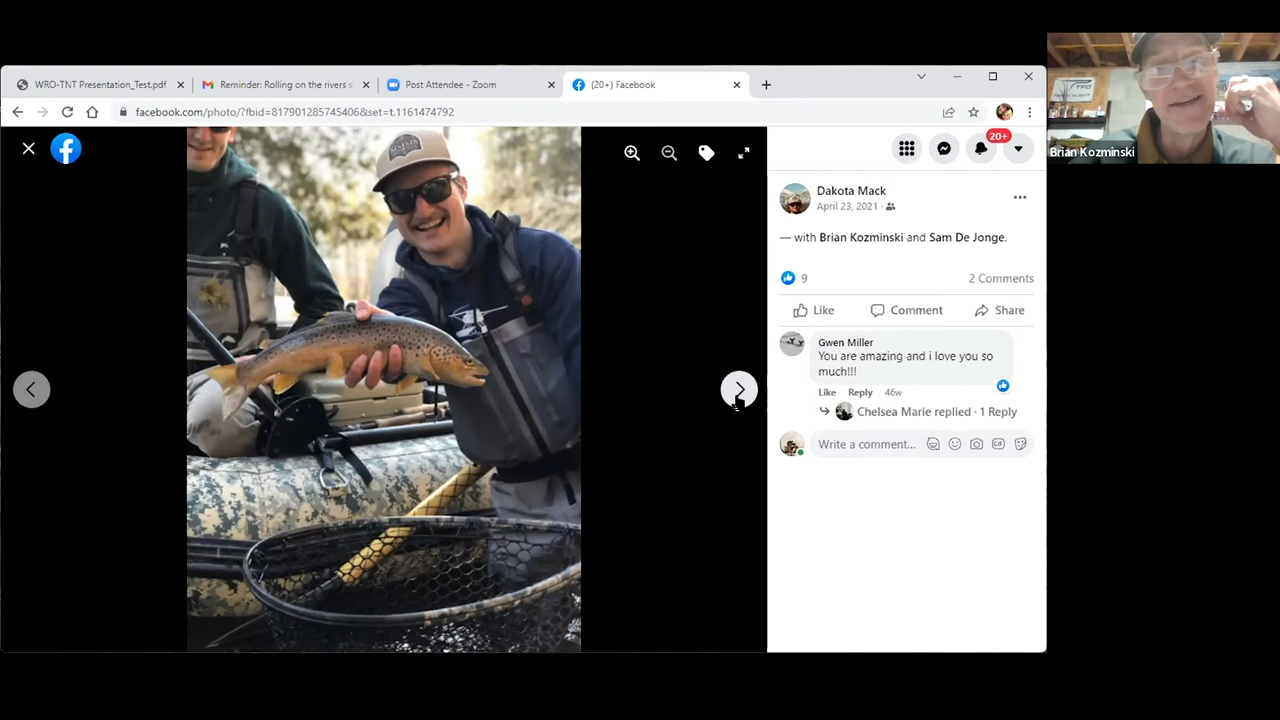 WRO-TNT Presentation_Test.pdf
Reminder: Rolling on the rivers s
Post Attendee - Zoom
(20+) Facebook
facebook.com/photo/?fbid=817901285745406&set=t.1161474792
20+
Brian Kozminski
SIMMS
Dakota Mack
April 23, 2021 ·
— with Brian Kozminski and Sam De Jonge.
9
2 Comments
Like
Comment
Share
Gwen Miller
You are amazing and i love you so
much!!!
Like Reply 46w
Chelsea Marie replied · 1 Reply
Write a comment...
GIF
TFO